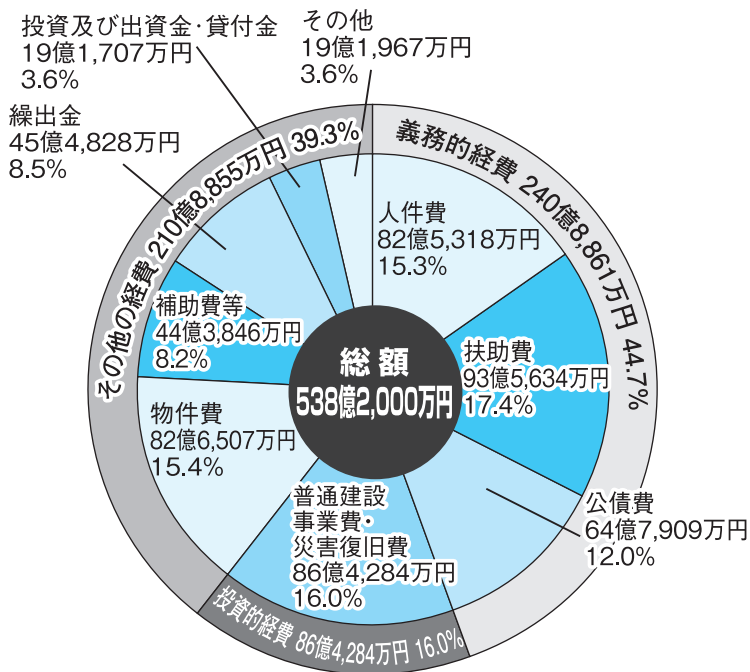 投資及び出資金・貸付金
19億1,707万円
3.6%
その他
19億1,967万円
3.6%
繰出金
45億4,828万円
8.5%
その他の経費 210億8,855万円 39.3%
義務的経費 240億8,861万円 44.7%
人件費
82億5,318万円
15.3%
補助費等
44億3,846万円
8.2%
総額
538億2,000万円
扶助費
93億5,634万円
17.4%
物件費
82億6,507万円
15.4%
普通建設
事業費・
災害復旧費
86億4,284万円
16.0%
公債費
64億7,909万円
12.0%
投資的経費 86億4,284万円 16.0%